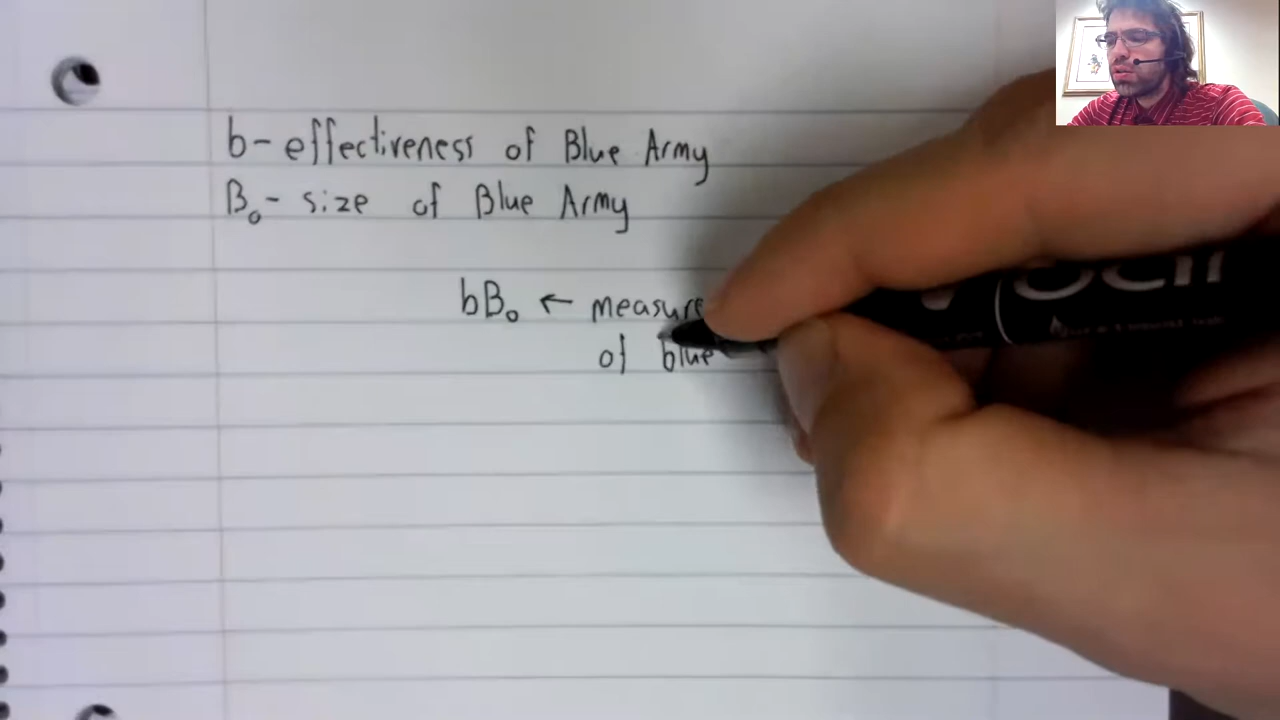 b- effectiveness of Blue Army
B₀- size of Blue Army
bB₀ ← measure
of blue